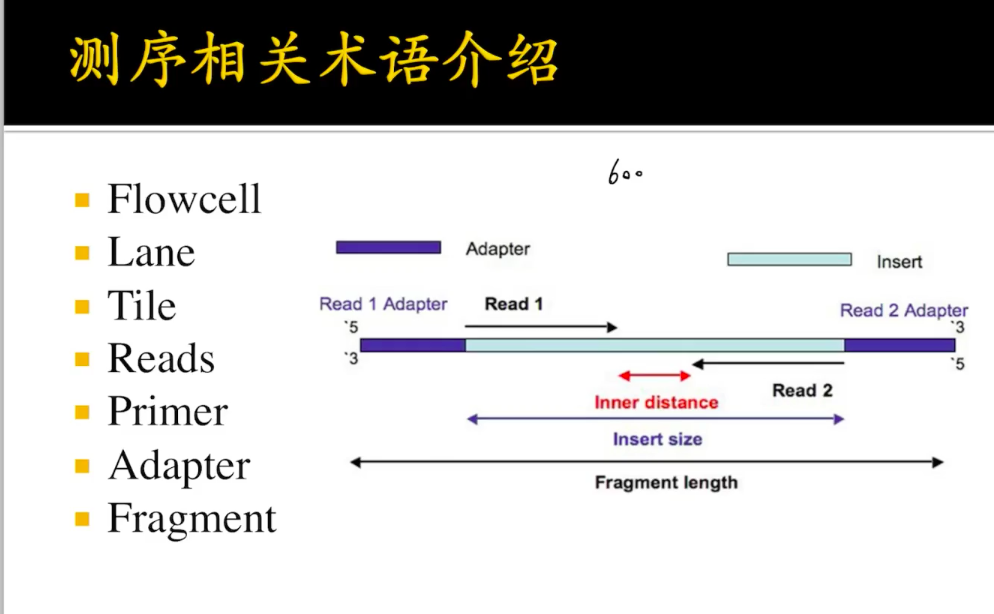 测序相关术语介绍
600
Flowcell
Lane
Tile
Reads
Primer
Adapter
Fragment
Adapter
Insert
Read 1 Adapter
Read 1
Read 2 Adapter
`5
`3
`3
`5
Read 2
Inner distance
Insert size
Fragment length